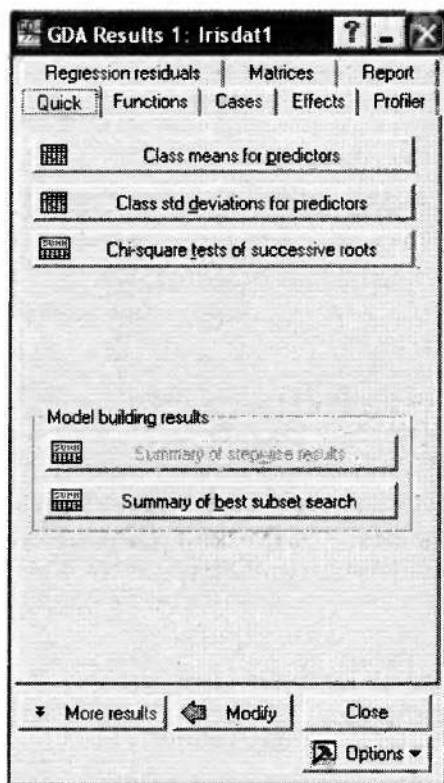 GDA Results 1: Irisdat1
Regression residuals Matrices Report
Quick Functions Cases Effects Profiler
Class means for predictors
Class std deviations for predictors
Chi-square tests of successive roots
Model building results
Summary of stepwise results
Summary of best subset search
More results Modify Close
Options